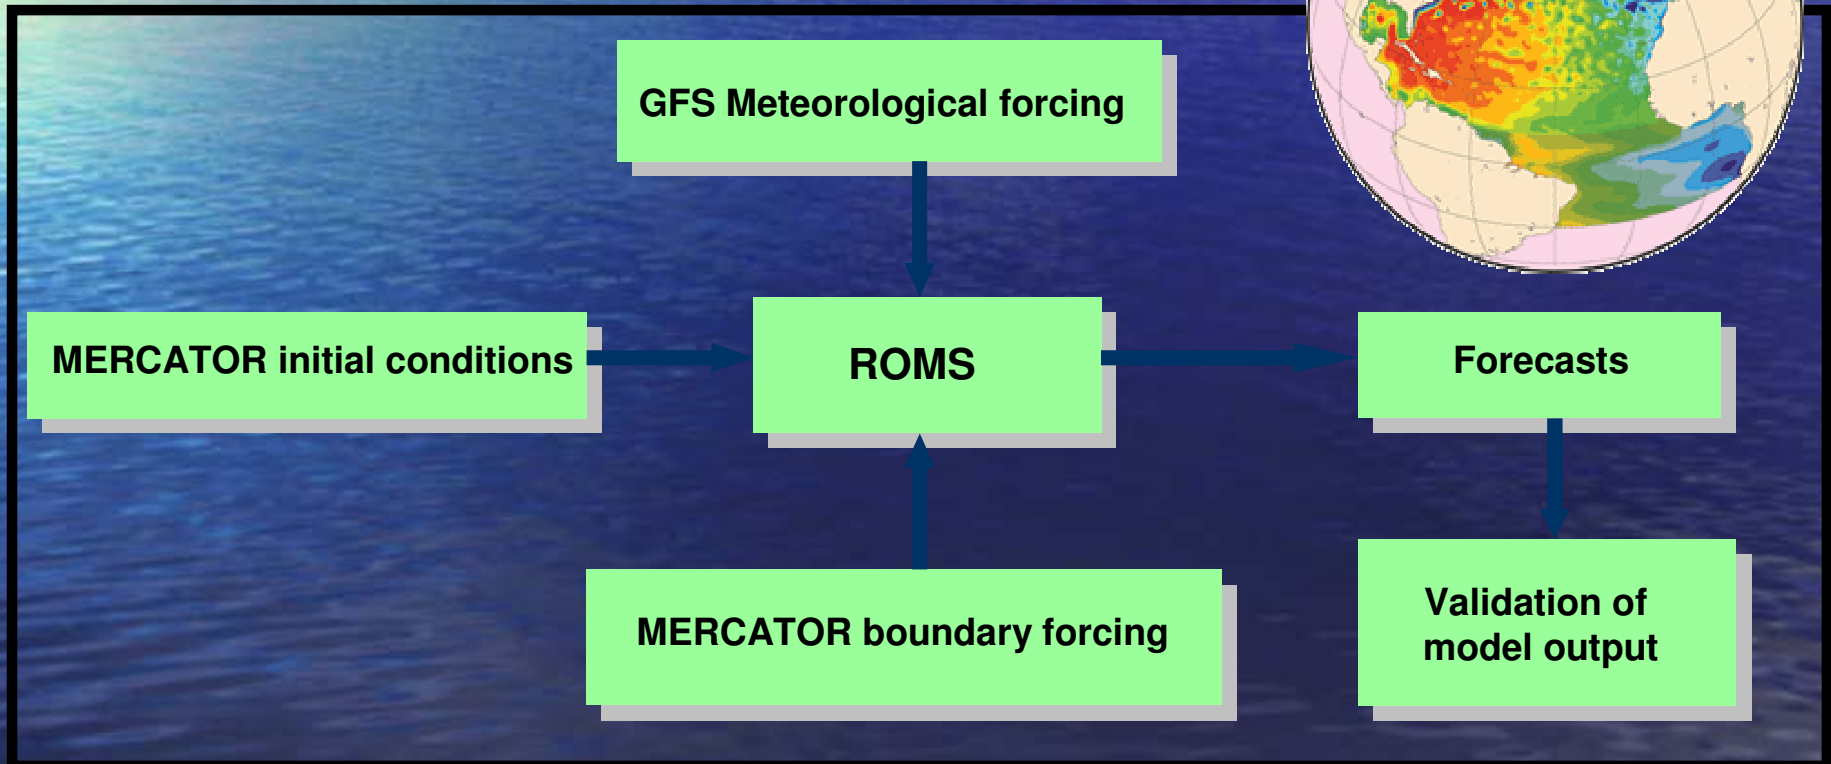 GFS Meteorological forcing
MERCATOR initial conditions
ROMS
Forecasts
MERCATOR boundary forcing
Validation of
model output